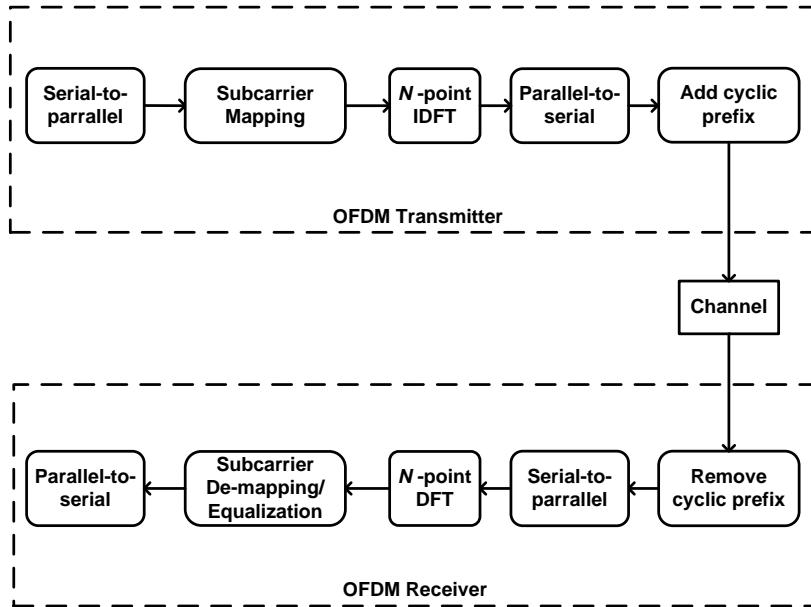 Serial-to-
parrallel
Subcarrier
Mapping
N -point
IDFT
Parallel-to-
serial
Add cyclic
prefix
OFDM Transmitter
Channel
Parallel-to-
serial
Subcarrier
De-mapping/
Equalization
N -point
DFT
Serial-to-
parrallel
Remove
cyclic prefix
OFDM Receiver